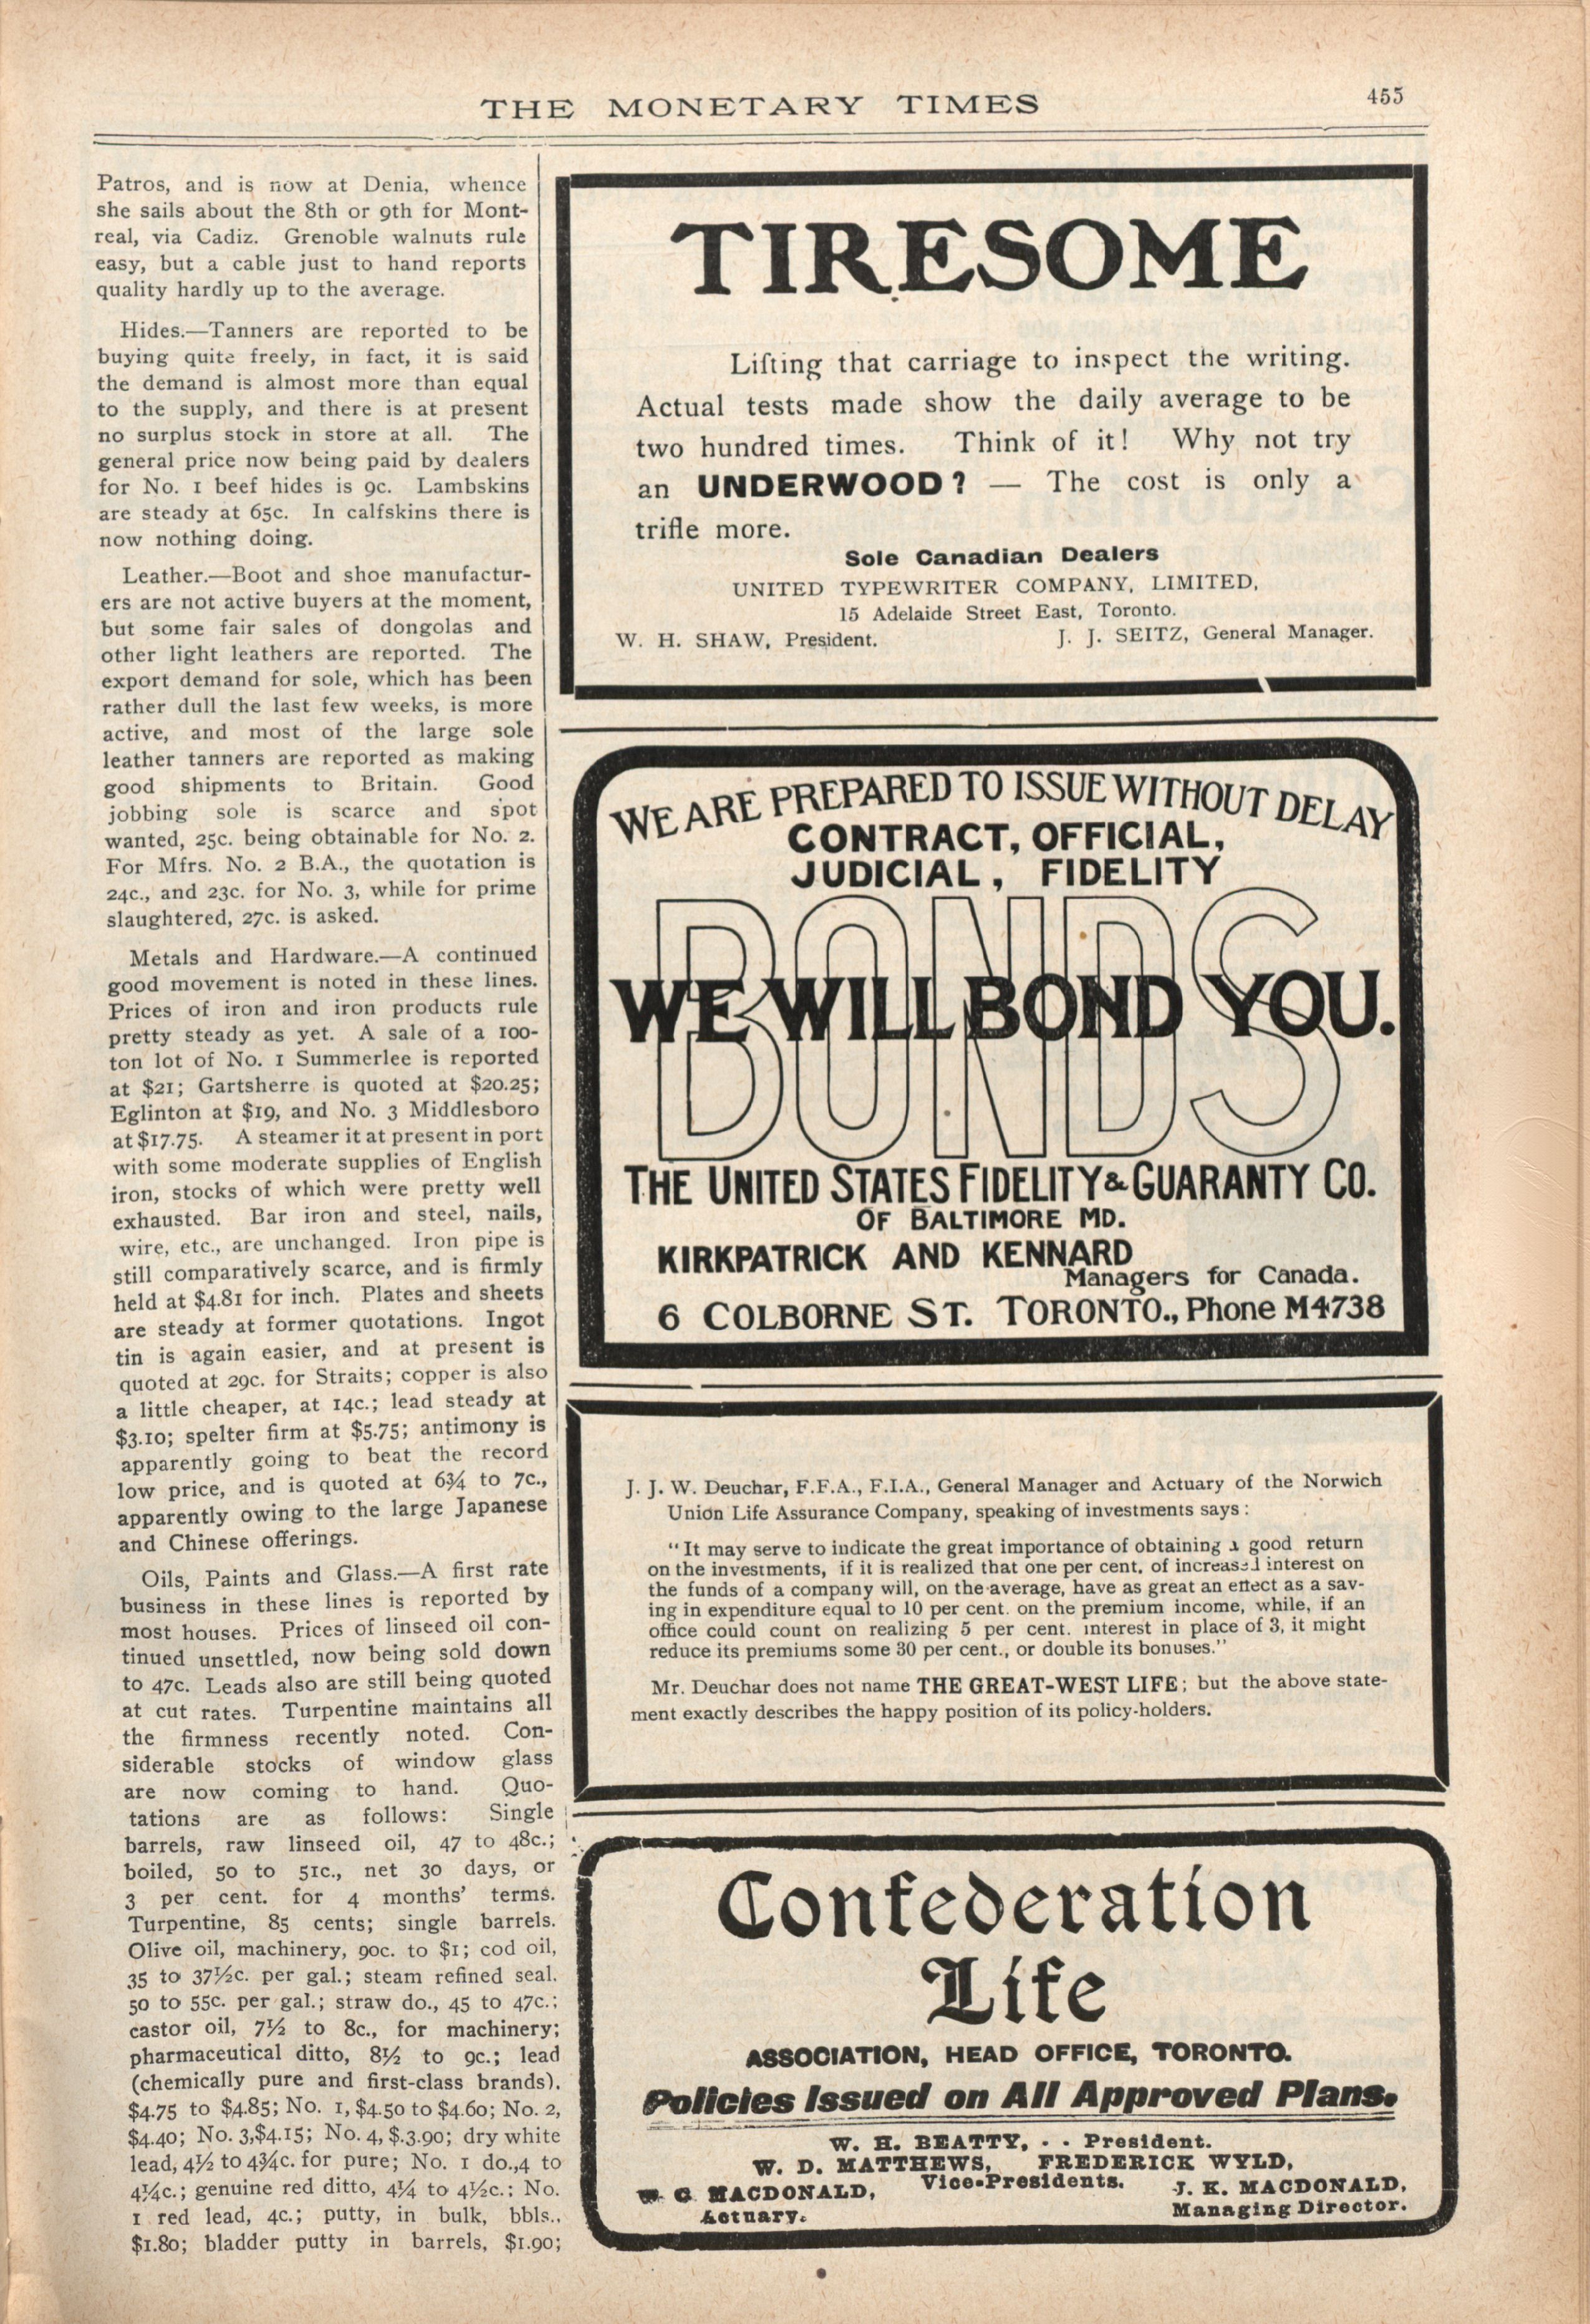 THE MONETARY TIMES
455
Patros, and is now at Denia, whence
she sails about the 8th or 9th for Mont-
real, via Cadiz. Grenoble walnuts rule
easy, but a cable just to hand reports
quality hardly up to the average.
Hides.—Tanners are reported to be
buying quite freely, in fact, it is said
the demand is almost more than equal
to the supply, and there is at present
no surplus stock in store at all. The
general price now being paid by dealers
for No. 1 beef hides is 9c. Lambskins
are steady at 65c. In calfskins there is
now nothing doing.
Leather.—Boot and shoe manufactur-
ers are not active buyers at the moment,
but some fair sales of dongolas and
other light leathers are reported. The
export demand for sole, which has been
rather dull the last few weeks, is more
active, and most of the large sole
leather tanners are reported as making
good shipments to Britain. Good
jobbing sole is scarce and spot
wanted, 25c. being obtainable for No. 2.
For Mfrs. No. 2 B.A., the quotation is
24c., and 23c. for No. 3, while for prime
slaughtered, 27c. is asked.
Metals and Hardware.—A continued
good movement is noted in these lines.
Prices of iron and iron products rule
pretty steady as yet. A sale of a 100-
ton lot of No. 1 Summerlee is reported
at $21; Gartsherre is quoted at $20.25;
Eglinton at $19, and No. 3 Middlesboro
at $17.75. A steamer it at present in port
with some moderate supplies of English
iron, stocks of which were pretty well
exhausted. Bar iron and steel, nails,
wire, etc., are unchanged. Iron pipe is
still comparatively scarce, and is firmly
held at $4.81 for inch. Plates and sheets
are steady at former quotations. Ingot
tin is again easier, and at present is
quoted at 29c. for Straits; copper is also
a little cheaper, at 14c.; lead steady at
$3.10; spelter firm at $5.75; antimony is
apparently going to beat the record
low price, and is quoted at 6¾ to 7c.,
apparently owing to the large Japanese
and Chinese offerings.
Oils, Paints and Glass.—A first rate
business in these lines is reported by
most houses. Prices of linseed oil con-
tinued unsettled, now being sold down
to 47c. Leads also are still being quoted
at cut rates. Turpentine maintains all
the firmness recently noted. Con-
siderable stocks of window glass
are now coming to hand. Quo-
tations are as follows: Single
barrels, raw linseed oil, 47 to 48c.;
boiled, 50 to 51c., net 30 days, or
3 per cent. for 4 months' terms.
Turpentine, 85 cents; single barrels.
Olive oil, machinery, 90c. to $1; cod oil,
35 to 37½c. per gal.; steam refined seal,
50 to 55c. per gal.; straw do., 45 to 47c.;
castor oil, 7½ to 8c., for machinery;
pharmaceutical ditto, 8½ to 9c.; lead
(chemically pure and first-class brands),
$4.75 to $4.85; No. 1, $4.50 to $4.60; No. 2,
$4.40; No. 3,$4.15; No. 4, $.3.90; dry white
lead, 4½ to 4¾c. for pure; No. 1 do.,4 to
4¼c.; genuine red ditto, 4¼ to 4½c.; No.
1 red lead, 4c.; putty, in bulk, bbls.,
$1.80; bladder putty in barrels, $1.90;
TIRESOME
Lifting that carriage to inspect the writing.
Actual tests made show the daily average to be
two hundred times. Think of it! Why not try
an UNDERWOOD? — The cost is only a
trifle more.
Sole Canadian Dealers
UNITED TYPEWRITER COMPANY, LIMITED,
15 Adelaide Street East, Toronto.
W. H. SHAW, President. J. J. SEITZ, General Manager.
WE ARE PREPARED TO ISSUE WITHOUT DELAY
CONTRACT, OFFICIAL,
JUDICIAL, FIDELITY
BONDS
WE WILL BOND YOU.
THE UNITED STATES FIDELITY & GUARANTY CO.
OF BALTIMORE MD.
KIRKPATRICK AND KENNARD
Managers for Canada.
6 COLBORNE ST. TORONTO., Phone M4738
J. J. W. Deuchar, F.F.A., F.I.A., General Manager and Actuary of the Norwich
Union Life Assurance Company, speaking of investments says:
"It may serve to indicate the great importance of obtaining a good return
on the investments, if it is realized that one per cent. of increased interest on
the funds of a company will, on the average, have as great an effect as a sav-
ing in expenditure equal to 10 per cent. on the premium income, while, if an
office could count on realizing 5 per cent. interest in place of 3, it might
reduce its premiums some 30 per cent., or double its bonuses."
Mr. Deuchar does not name THE GREAT-WEST LIFE; but the above state-
ment exactly describes the happy position of its policy-holders.
Confederation
Life
ASSOCIATION, HEAD OFFICE, TORONTO.
Policies Issued on All Approved Plans.
W. H. BEATTY, - - President.
W. D. MATTHEWS, FREDERICK WYLD,
Vice-Presidents.
W. C. MACDONALD, J. K. MACDONALD,
Actuary. Managing Director.